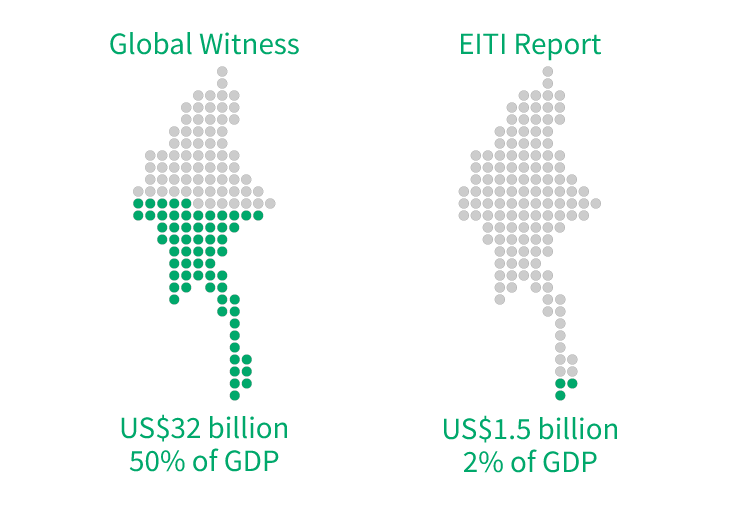 Global Witness
EITI Report
US$32 billion
50% of GDP
US$1.5 billion
2% of GDP